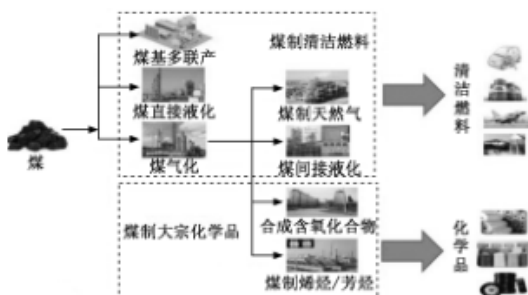 煤基多联产
煤制清洁燃料
煤直接液化
煤制天然气
清洁燃料
煤
煤气化
煤间接液化
煤制大宗化学品
合成含氧化合物
化学品
煤制烯烃/芳烃